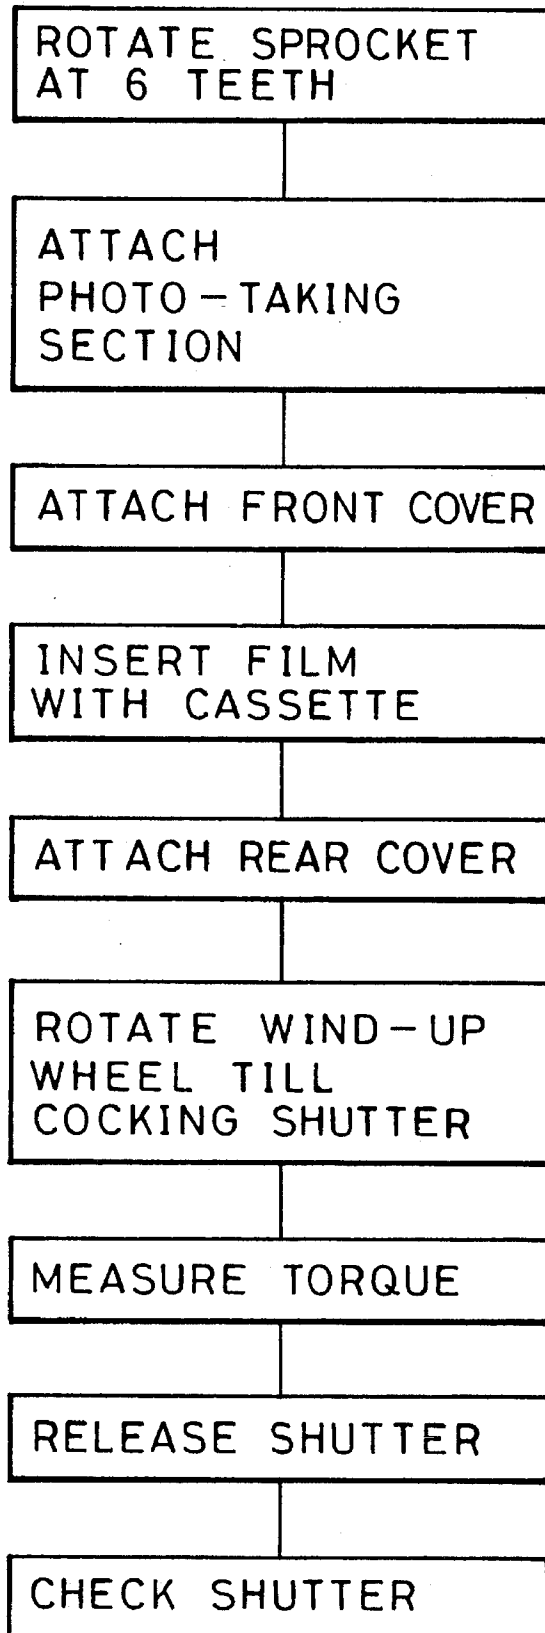 ROTATE SPROCKET
AT 6 TEETH
ATTACH
PHOTO-TAKING
SECTION
ATTACH FRONT COVER
INSERT FILM
WITH CASSETTE
ATTACH REAR COVER
ROTATE WIND-UP
WHEEL TILL
COCKING SHUTTER
MEASURE TORQUE
RELEASE SHUTTER
CHECK SHUTTER